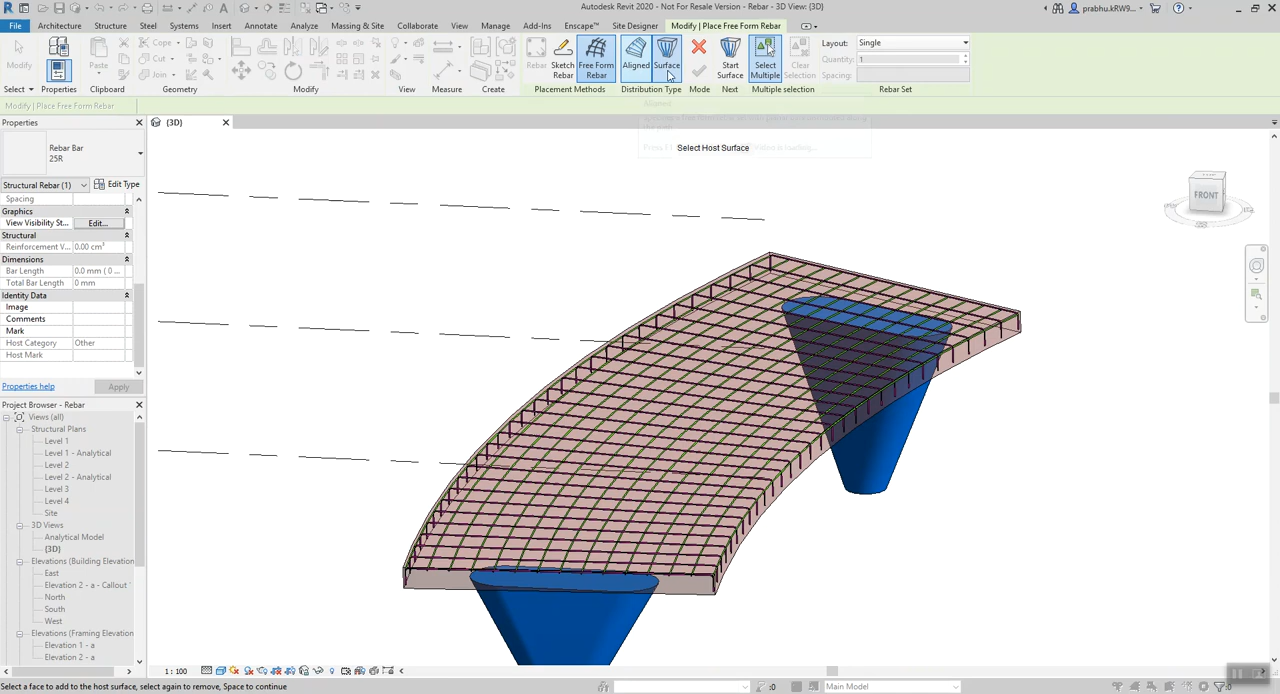 Autodesk Revit 2020 - Not For Resale Version - Rebar - 3D View: {3D}
prabhu.kRW9...
File Architecture Structure Steel Systems Insert Annotate Analyze Massing & Site Collaborate View Manage Add-Ins Enscape™ Site Designer Modify | Place Free Form Rebar
Modify
Paste
Cope
Cut
Join
Rebar
Sketch Rebar
Free Form Rebar
Aligned
Surface
Start Surface
Select Multiple
Clear Selection
Layout: Single
Quantity: 1
Spacing:
Select Properties Clipboard Geometry Modify View Measure Create Placement Methods Distribution Type Mode Next Multiple selection Rebar Set
Modify | Place Free Form Rebar
Properties
{3D}
Select Host Surface
Rebar Bar
25R
Structural Rebar (1)
Edit Type
Spacing
Graphics
View Visibility St... Edit...
Structural
Reinforcement V... 0.00 cm³
Dimensions
Bar Length 0.0 mm ( 0 ...
Total Bar Length 0 mm
Identity Data
Image
Comments
Mark
Host Category Other
Host Mark
Properties help Apply
Project Browser - Rebar
Views (all)
Structural Plans
Level 1
Level 1 - Analytical
Level 2
Level 2 - Analytical
Level 3
Level 4
Site
3D Views
Analytical Model
{3D}
Elevations (Building Elevation
East
Elevation 2 - a - Callout
North
South
West
Elevations (Framing Elevation
Elevation 1 - a
Elevation 2 - a
FRONT
1 : 100
Select a face to add to the host surface, select again to remove, Space to continue
:0
Main Model
:0